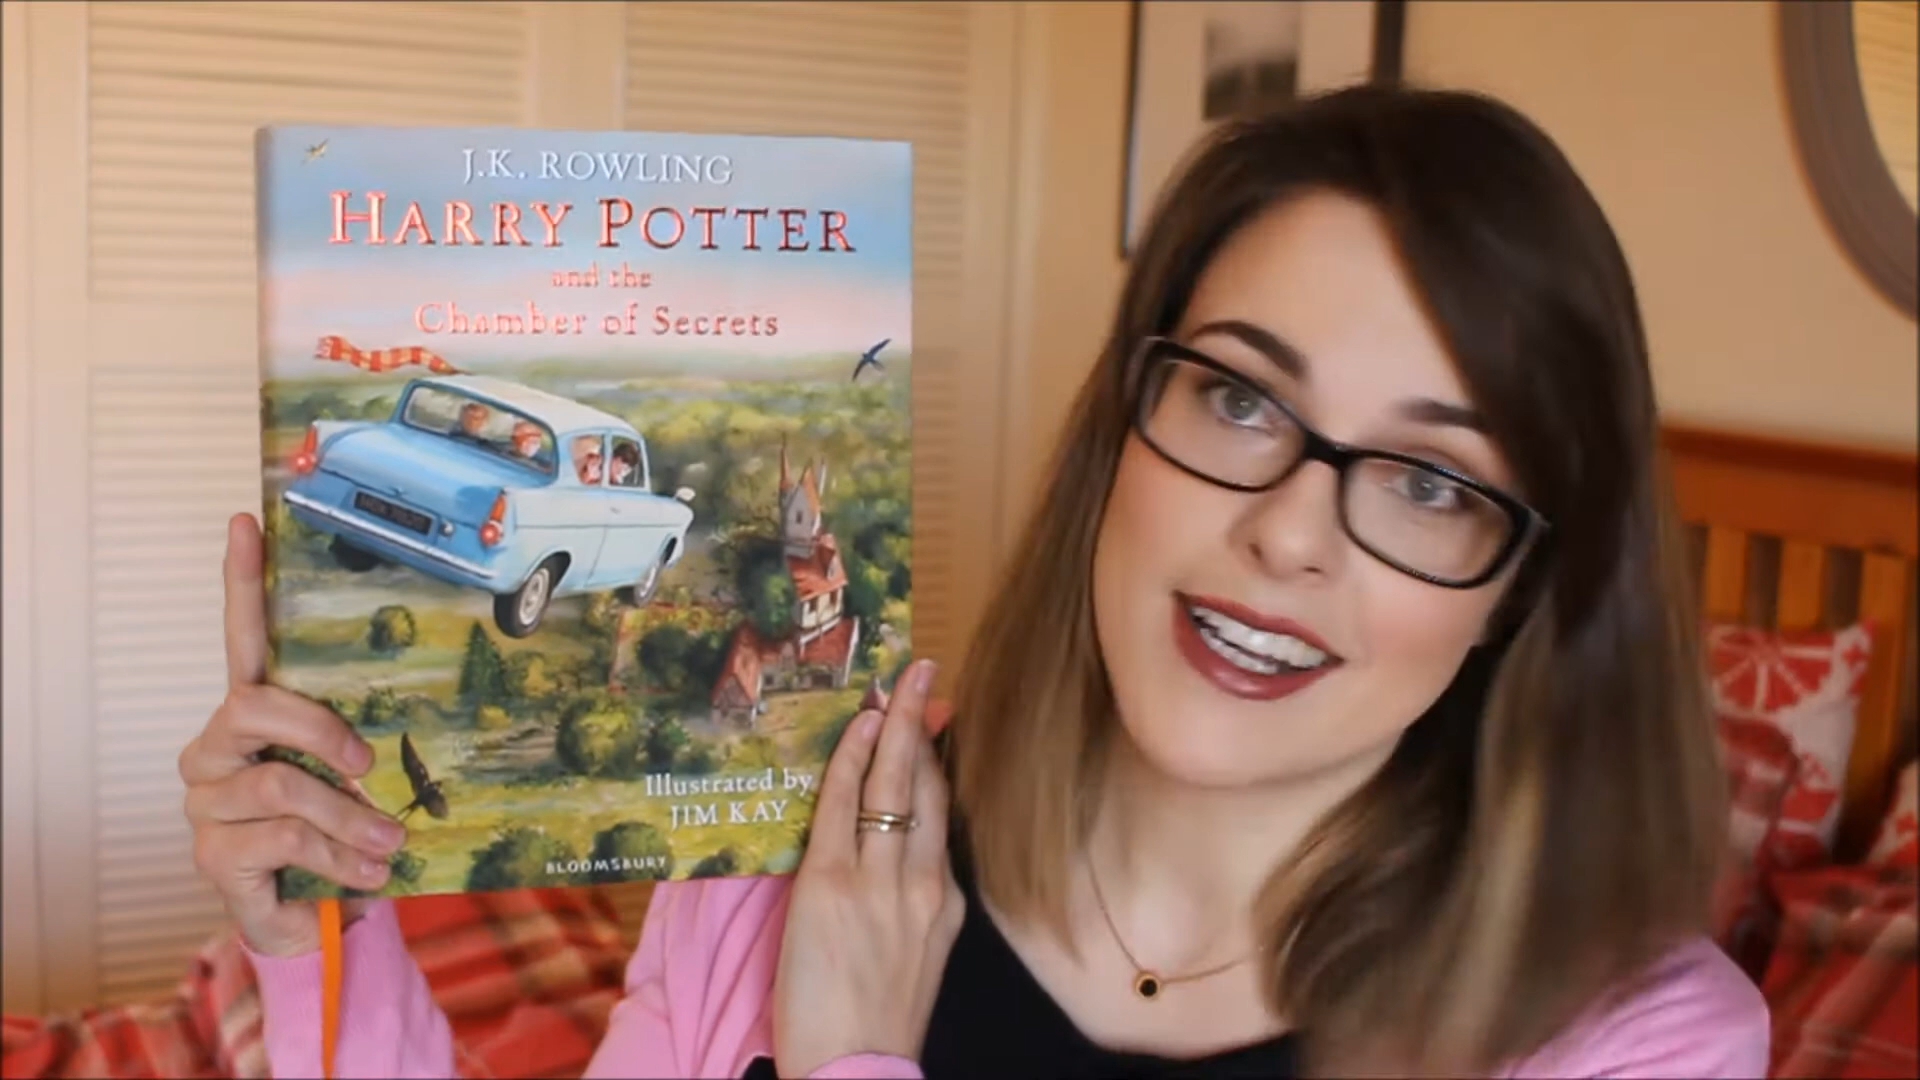 J.K. ROWLING
HARRY POTTER
and the
Chamber of Secrets
Illustrated by
JIM KAY
BLOOMSBURY